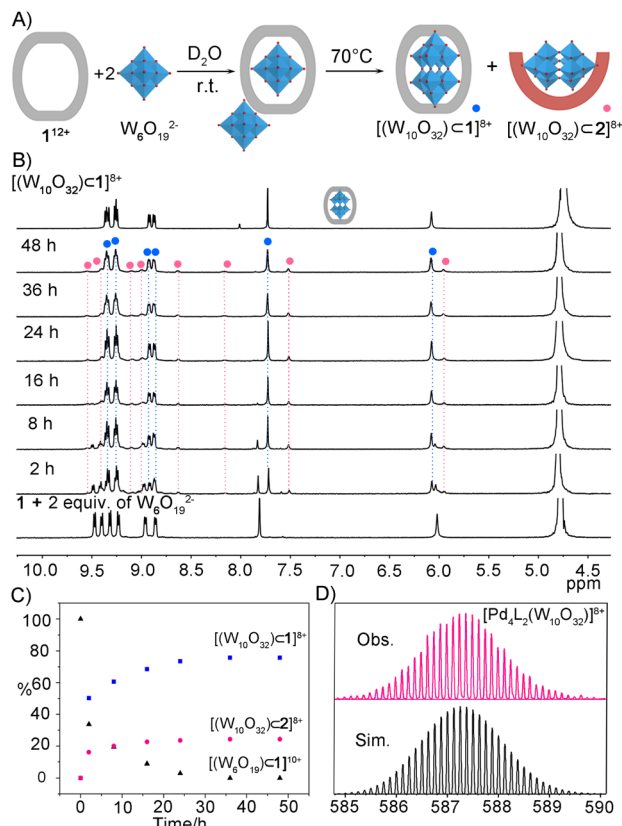 A)
+2
D₂O
r.t.
70°C
+
1¹²⁺
W₆O₁₉²⁻
[(W₁₀O₃₂)⊂1]⁸⁺
[(W₁₀O₃₂)⊂2]⁸⁺
B)
[(W₁₀O₃₂)⊂1]⁸⁺
48 h
36 h
24 h
16 h
8 h
2 h
1 + 2 equiv. of W₆O₁₉²⁻
10.0 9.5 9.0 8.5 8.0 7.5 7.0 6.5 6.0 5.5 5.0 4.5
ppm
C)
100
80
%60
40
20
0
[(W₁₀O₃₂)⊂1]⁸⁺
[(W₁₀O₃₂)⊂2]⁸⁺
[(W₆O₁₉)⊂1]¹⁰⁺
0 10 20 30 40 50
Time/h
D)
[Pd₄L₂(W₁₀O₃₂)]⁸⁺
Obs.
Sim.
585 586 587 588 589 590